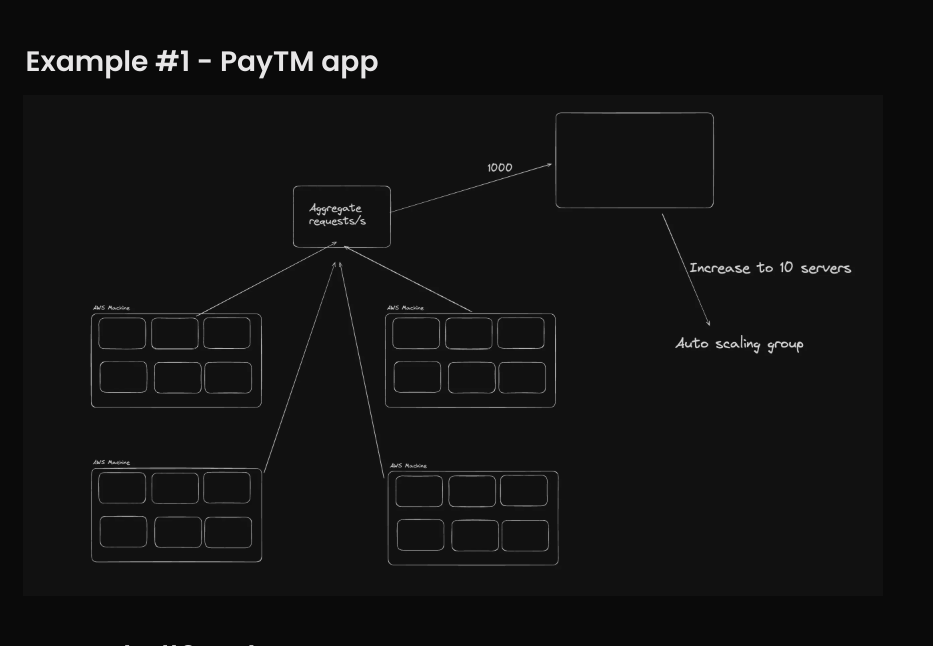 Example #1 - PayTM app
1000
Aggregate
requests/s
Increase to 10 servers
AWS Machine
AWS Machine
Auto scaling group
AWS Machine
AWS Machine